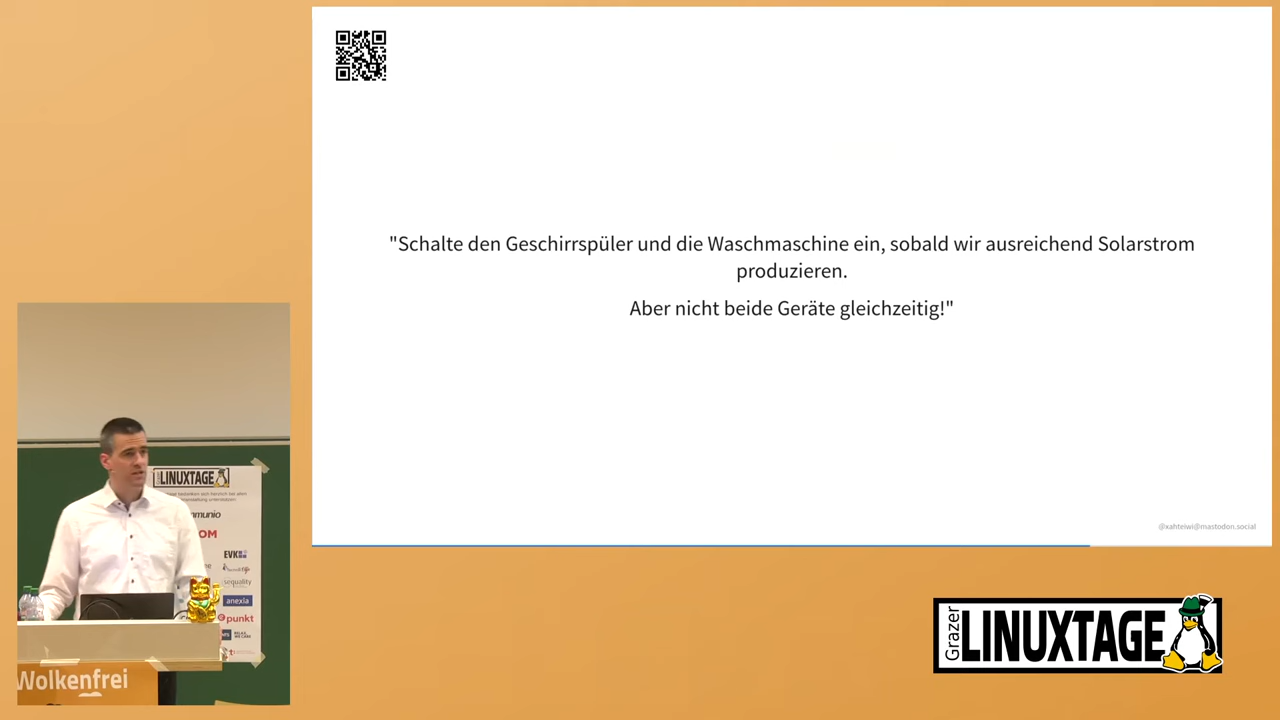 "Schalte den Geschirrspüler und die Waschmaschine ein, sobald wir ausreichend Solarstrom
produzieren.
Aber nicht beide Geräte gleichzeitig!"
@xahteiwi@mastodon.social
LINUXTAGE
EVK
sequality
anexia
punkt
Wolkenfrei
Grazer
LINUXTAGE